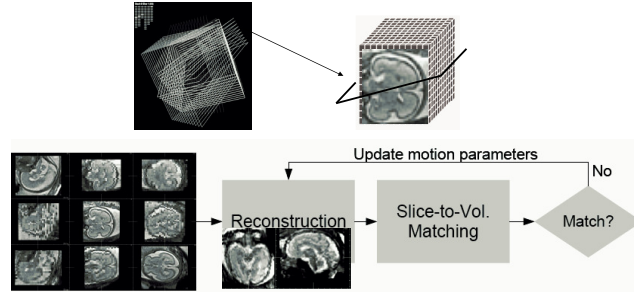 Update motion parameters
No
Reconstruction
Slice-to-Vol.
Matching
Match?